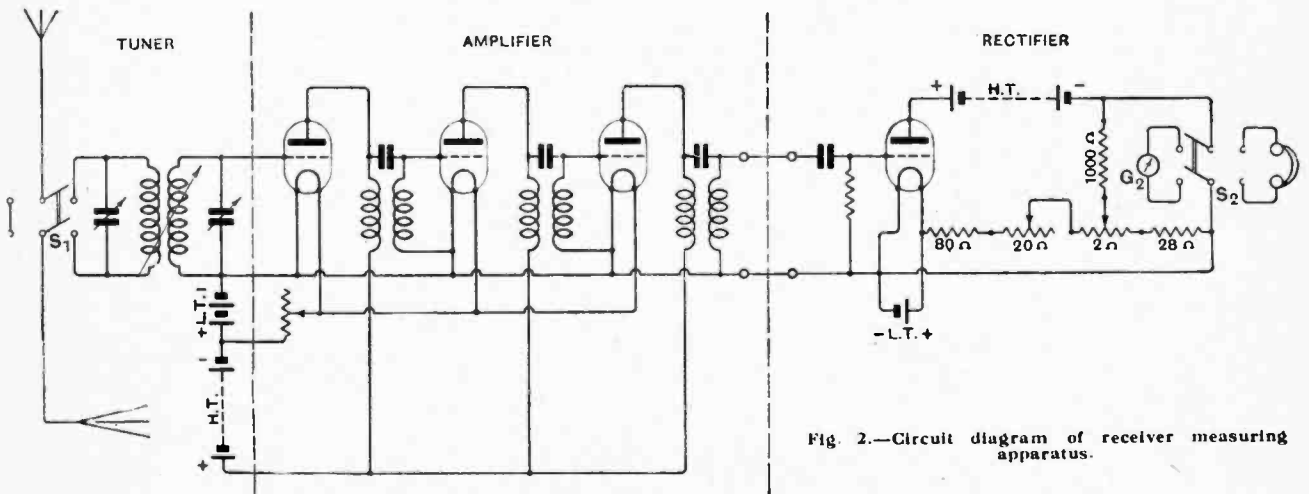 TUNER
AMPLIFIER
RECTIFIER
+ H.T. -
1000 Ω
G2
S2
S1
80 Ω
20 Ω
2 Ω
28 Ω
- L.T. +
+ L.T. -
- H.T. +
Fig. 2.—Circuit diagram of receiver measuring
apparatus.